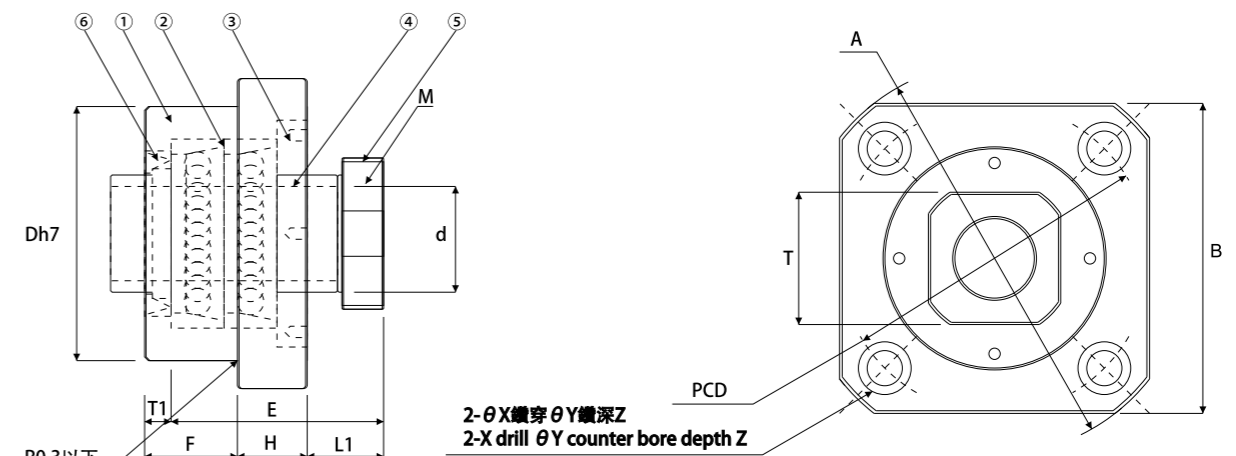 ⑥ ① ② ③ ④ ⑤
M
Dh7
d
T1
E
F
H
L1
R0.3以下
A
T
B
PCD
2-θX鑽穿θY鑽深Z
2-X drill θY counter bore depth Z